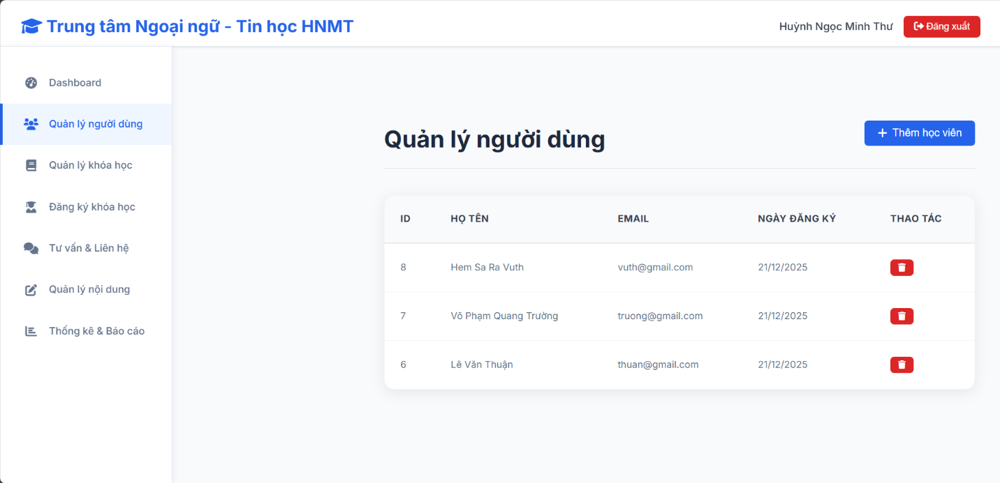 Trung tâm Ngoại ngữ - Tin học HNMT
Huỳnh Ngọc Minh Thư
Đăng xuất
Dashboard
Quản lý người dùng
Quản lý khóa học
Đăng ký khóa học
Tư vấn & Liên hệ
Quản lý nội dung
Thống kê & Báo cáo
Quản lý người dùng
Thêm học viên
ID HỌ TÊN EMAIL NGÀY ĐĂNG KÝ THAO TÁC
8 Hem Sa Ra Vuth vuth@gmail.com 21/12/2025
7 Võ Phạm Quang Trường truong@gmail.com 21/12/2025
6 Lê Văn Thuận thuan@gmail.com 21/12/2025